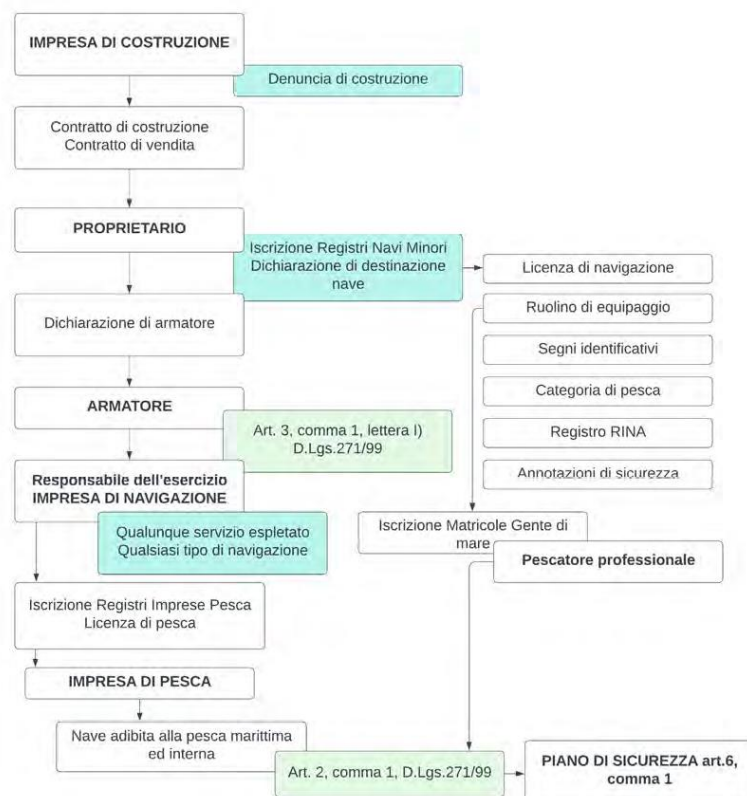 IMPRESA DI COSTRUZIONE
Denuncia di costruzione
Contratto di costruzione
Contratto di vendita
PROPRIETARIO
Iscrizione Registri Navi Minori
Dichiarazione di destinazione
nave
Licenza di navigazione
Ruolino di equipaggio
Dichiarazione di armatore
Segni identificativi
Categoria di pesca
ARMATORE
Art. 3, comma 1, lettera I)
D.Lgs.271/99
Registro RINA
Annotazioni di sicurezza
Responsabile dell'esercizio
IMPRESA DI NAVIGAZIONE
Qualunque servizio espletato
Qualsiasi tipo di navigazione
Iscrizione Matricole Gente di
mare
Pescatore professionale
Iscrizione Registri Imprese Pesca
Licenza di pesca
IMPRESA DI PESCA
Nave adibita alla pesca marittima
ed interna
Art. 2, comma 1, D.Lgs.271/99
PIANO DI SICUREZZA art.6,
comma 1